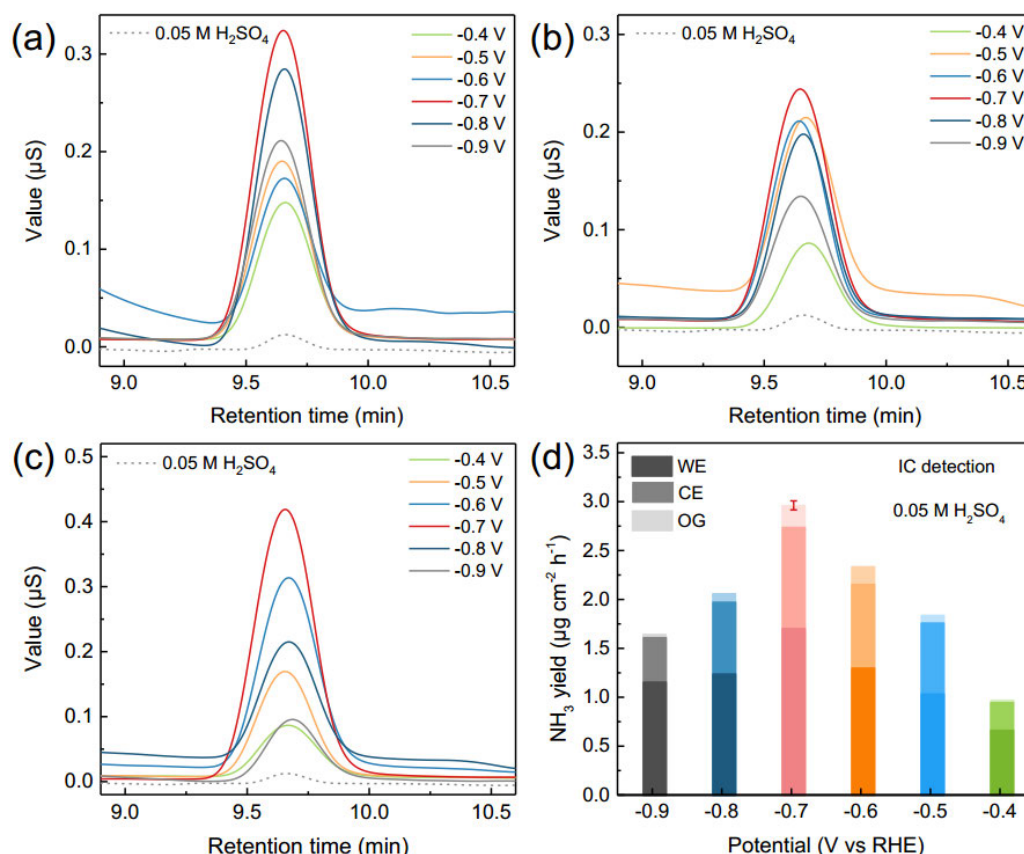 (a)
0.05 M H₂SO₄
-0.4 V
-0.5 V
-0.6 V
-0.7 V
-0.8 V
-0.9 V
0.3
0.2
0.1
0.0
Value (µS)
9.0 9.5 10.0 10.5
Retention time (min)
(b)
0.05 M H₂SO₄
-0.4 V
-0.5 V
-0.6 V
-0.7 V
-0.8 V
-0.9 V
0.3
0.2
0.1
0.0
Value (µS)
9.0 9.5 10.0 10.5
Retention time (min)
(c)
0.05 M H₂SO₄
-0.4 V
-0.5 V
-0.6 V
-0.7 V
-0.8 V
-0.9 V
0.5
0.4
0.3
0.2
0.1
0.0
Value (µS)
9.0 9.5 10.0 10.5
Retention time (min)
(d)
WE
CE
OG
IC detection
0.05 M H₂SO₄
3.5
3.0
2.5
2.0
1.5
1.0
0.5
0.0
NH₃ yield (µg cm⁻² h⁻¹)
-0.9 -0.8 -0.7 -0.6 -0.5 -0.4
Potential (V vs RHE)